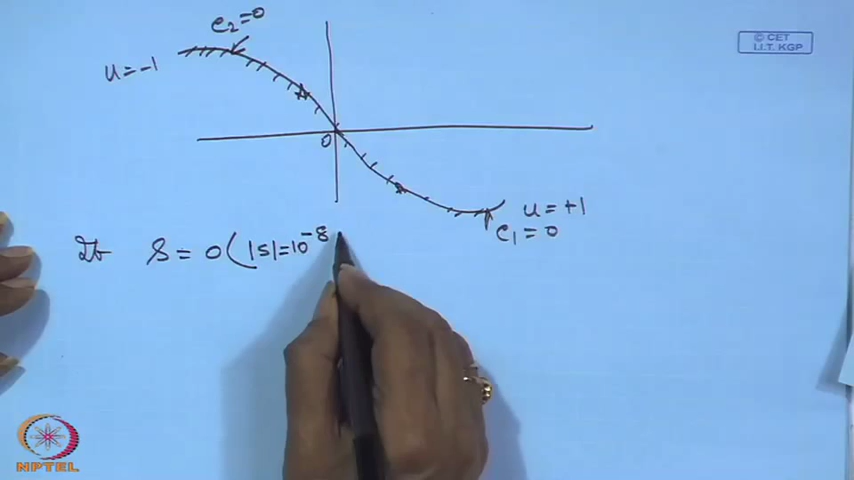 e₂=0
© CET
I.I.T. KGP
u=-1
0
u=+1
e₁=0
If S=0(|S|=10⁻⁸
NPTEL